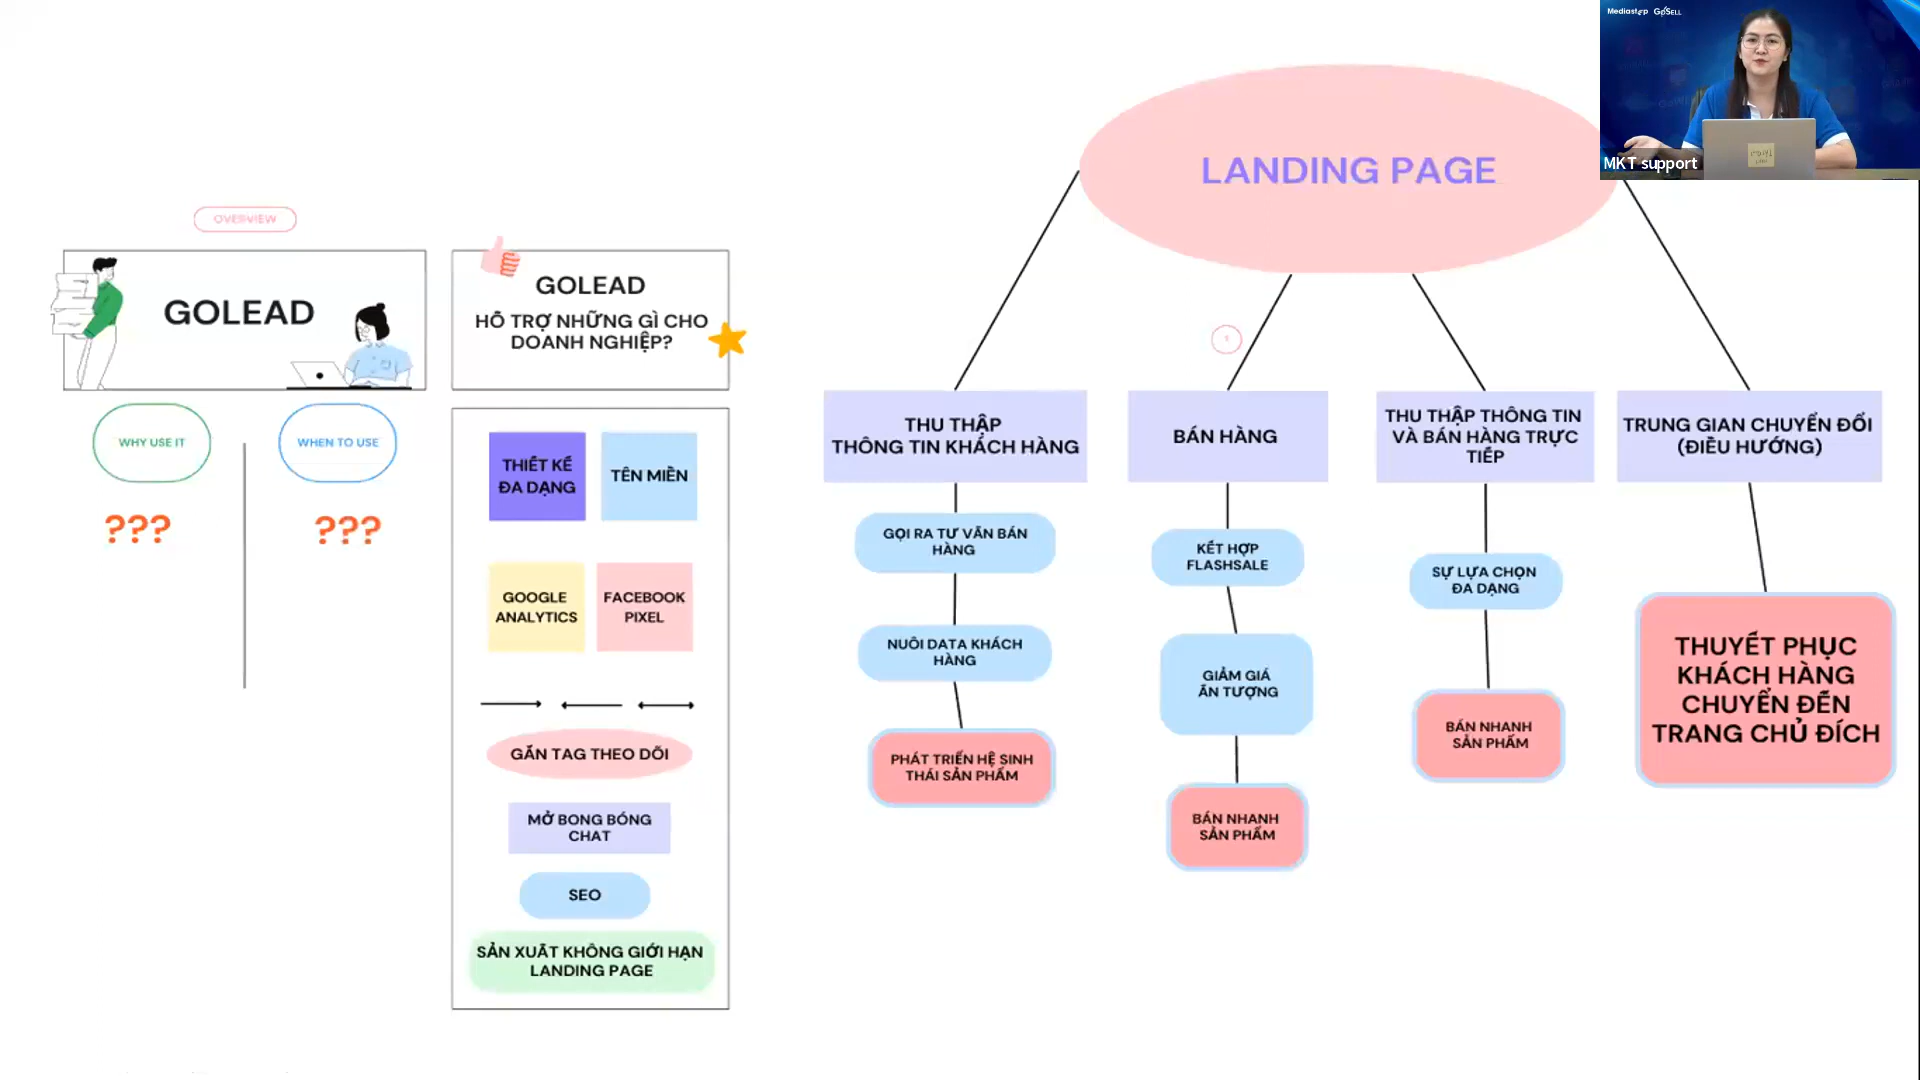 Mediastep GoSELL
MKT support
OVERVIEW
GOLEAD
WHY USE IT
WHEN TO USE
???
???
GOLEAD
HỖ TRỢ NHỮNG GÌ CHO
DOANH NGHIỆP?
THIẾT KẾ
ĐA DẠNG
TÊN MIỀN
GOOGLE
ANALYTICS
FACEBOOK
PIXEL
GẮN TAG THEO DÕI
MỞ BONG BÓNG
CHAT
SEO
SẢN XUẤT KHÔNG GIỚI HẠN
LANDING PAGE
LANDING PAGE
THU THẬP
THÔNG TIN KHÁCH HÀNG
GỌI RA TƯ VẤN BÁN
HÀNG
NUÔI DATA KHÁCH
HÀNG
PHÁT TRIỂN HỆ SINH
THÁI SẢN PHẨM
BÁN HÀNG
KẾT HỢP
FLASHSALE
GIẢM GIÁ
ẤN TƯỢNG
BÁN NHANH
SẢN PHẨM
THU THẬP THÔNG TIN
VÀ BÁN HÀNG TRỰC
TIẾP
SỰ LỰA CHỌN
ĐA DẠNG
BÁN NHANH
SẢN PHẨM
TRUNG GIAN CHUYỂN ĐỔI
(ĐIỀU HƯỚNG)
THUYẾT PHỤC
KHÁCH HÀNG
CHUYỂN ĐẾN
TRANG CHỦ ĐÍCH